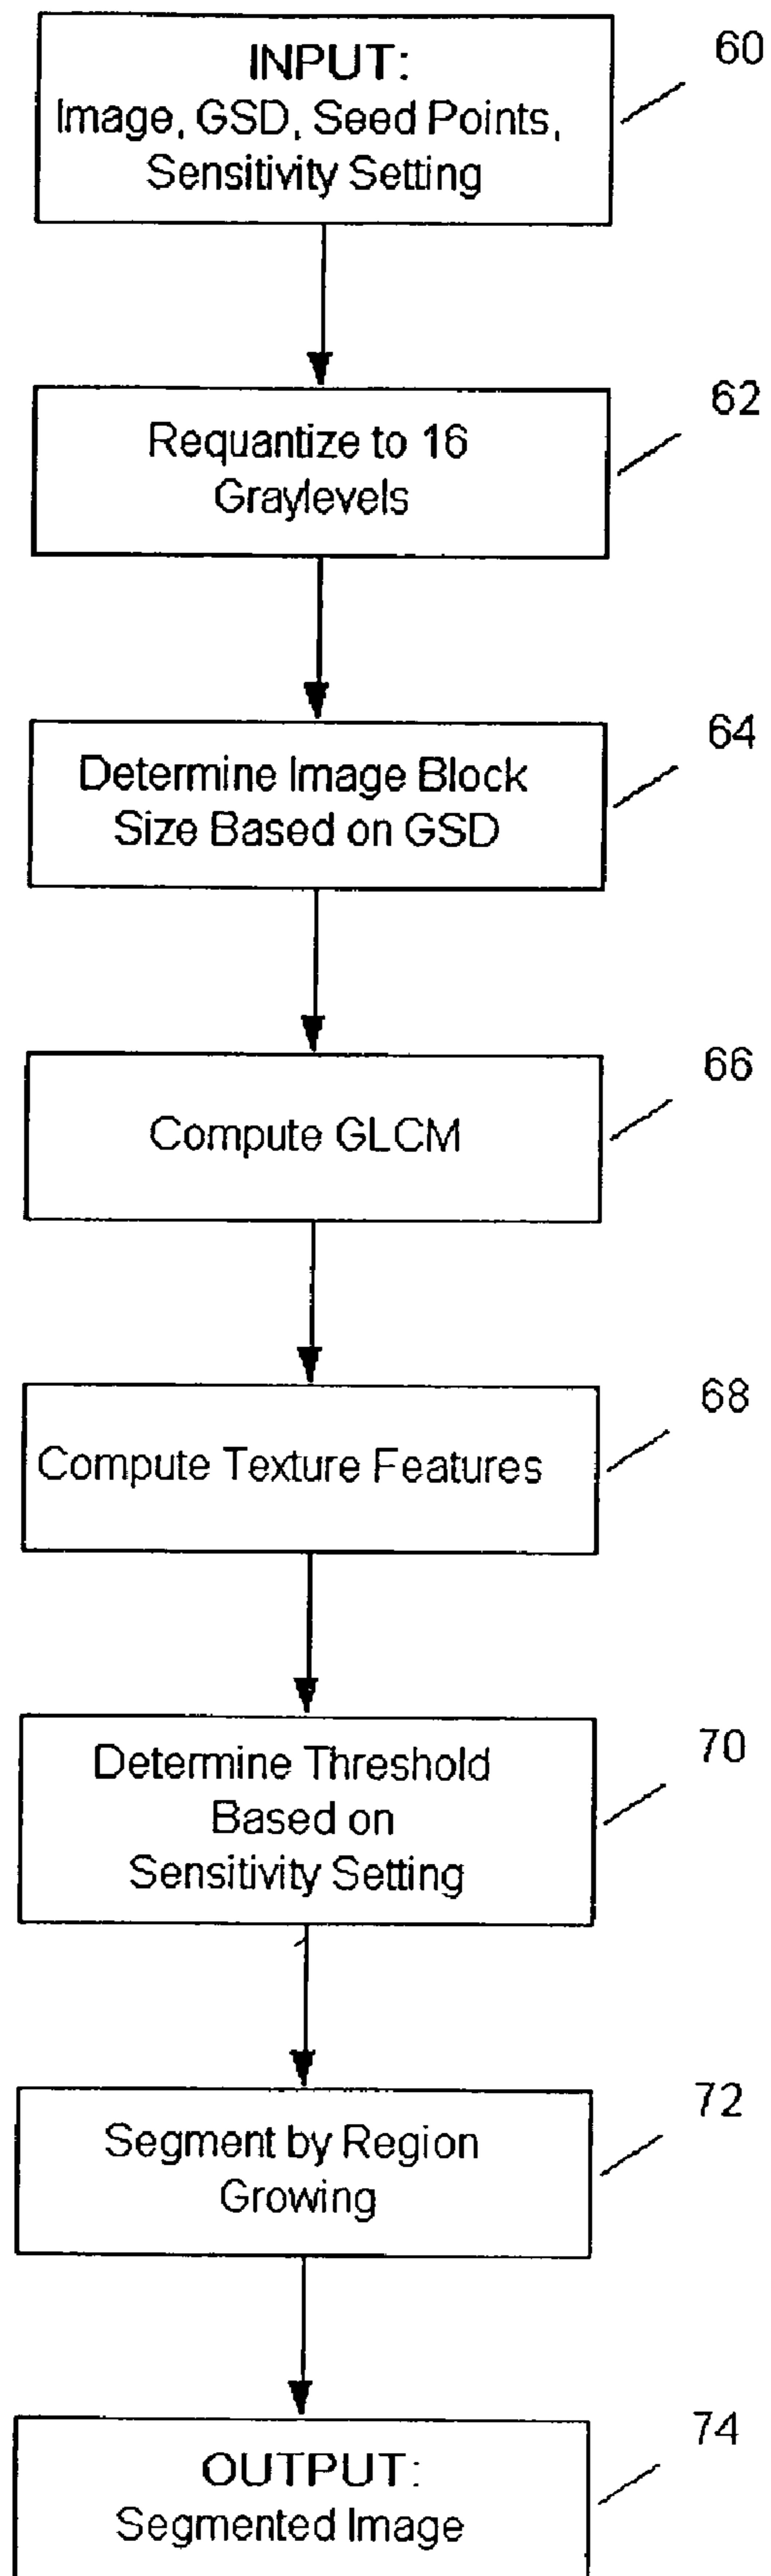 INPUT:
Image, GSD, Seed Points,
Sensitivity Setting
60
Requantize to 16
Graylevels
62
Determine Image Block
Size Based on GSD
64
Compute GLCM
66
Compute Texture Features
68
Determine Threshold
Based on
Sensitivity Setting
70
Segment by Region
Growing
72
OUTPUT:
Segmented Image
74